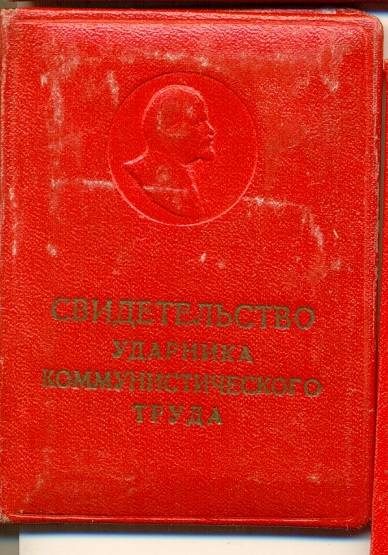 СВИДЕТЕЛЬСТВО
УДАРНИКА
КОММУНИСТИЧЕСКОГО
ТРУДА